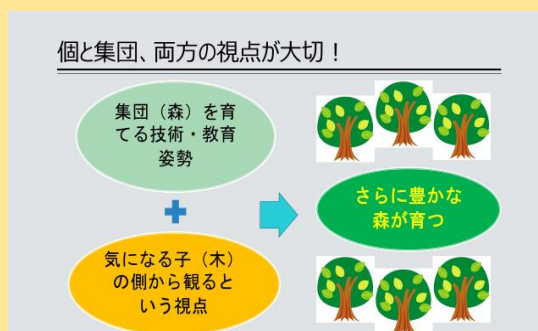 個と集団、両方の視点が大切！
集団（森）を育
てる技術・教育
姿勢
気になる子（木）
の側から観ると
いう視点
さらに豊かな
森が育つ